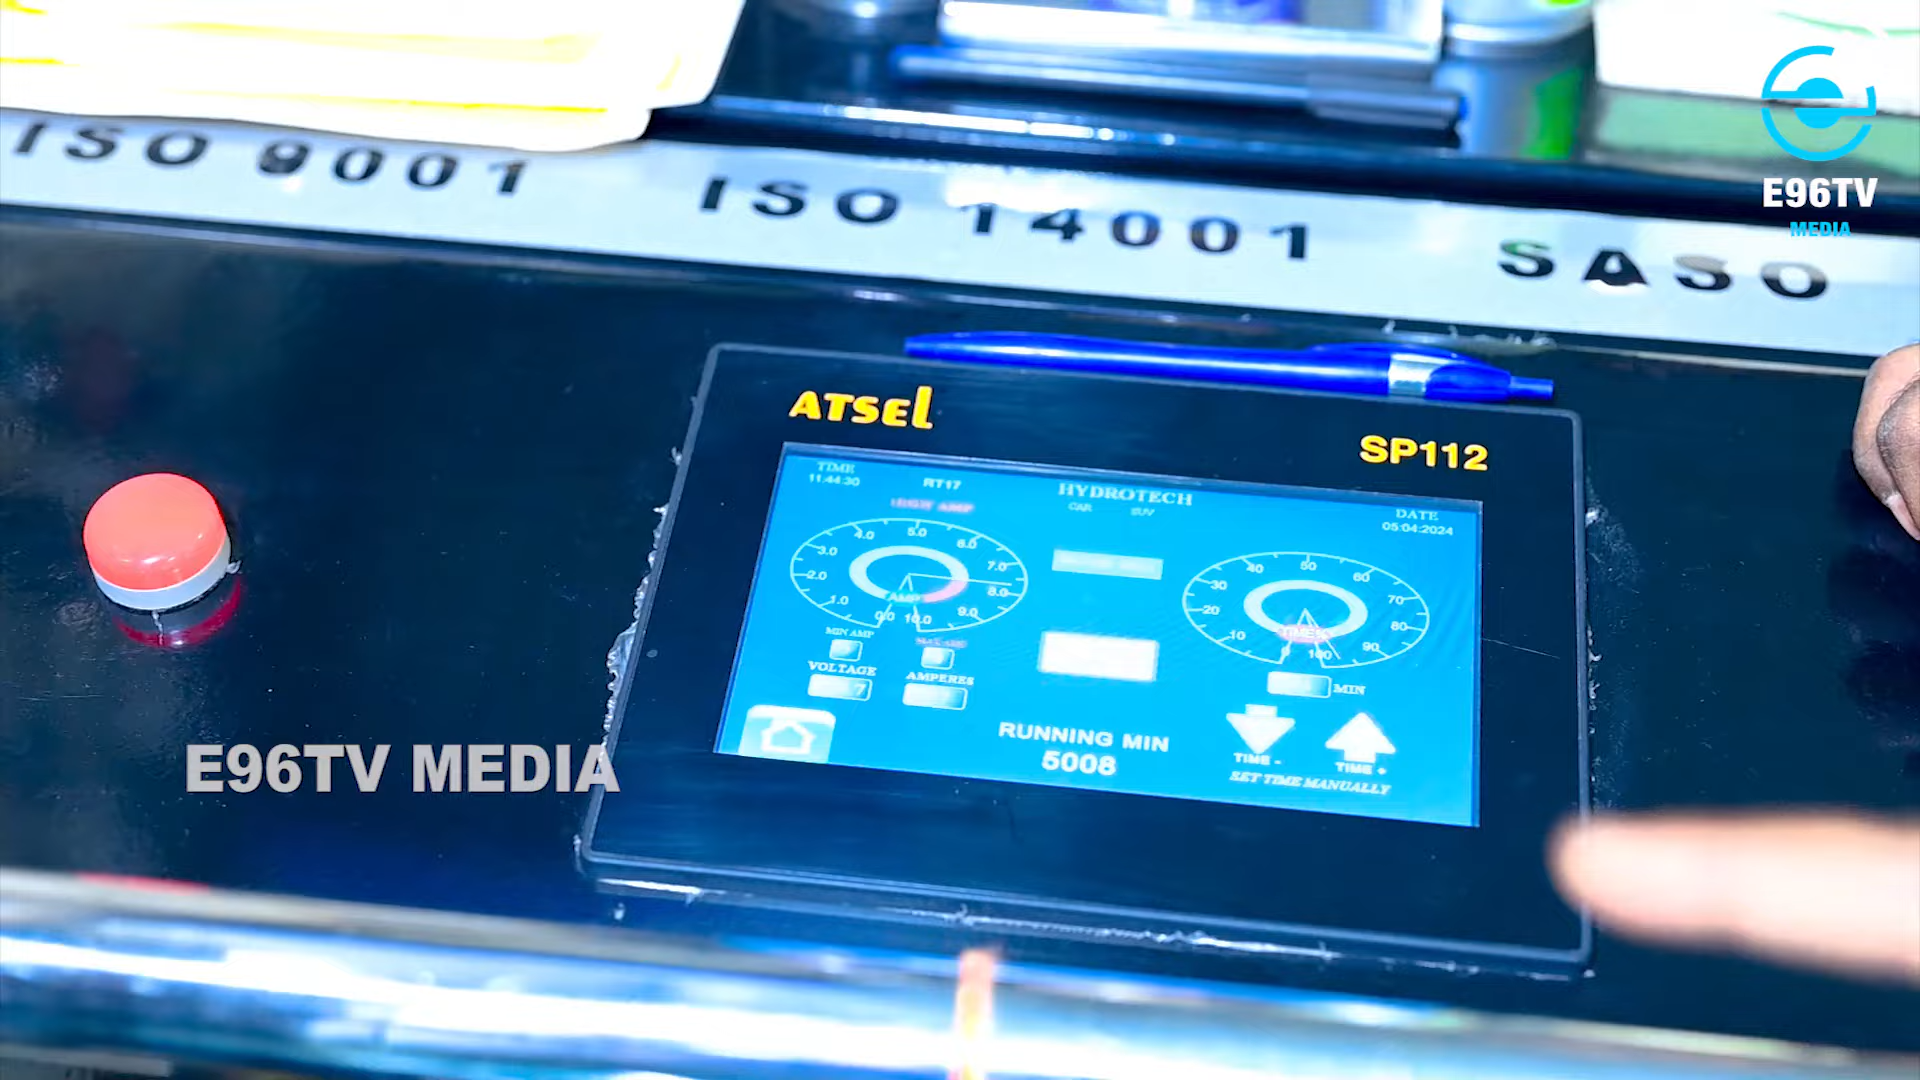 ISO 9001 ISO 14001 SASO
E96TV
MEDIA
ATSEL
SP112
TIME
11:44:30
RT17
HYDROTECH
CAR SUV
DATE
05:04:2024
0.0 1.0 2.0 3.0 4.0 5.0 6.0 7.0 8.0 9.0 10.0
AMP
MIN AMP
VOLTAGE
7
AMPERES
0 10 20 30 40 50 60 70 80 90 100
TIME%
MIN
RUNNING MIN
5008
TIME -
TIME +
SET TIME MANUALLY
E96TV MEDIA